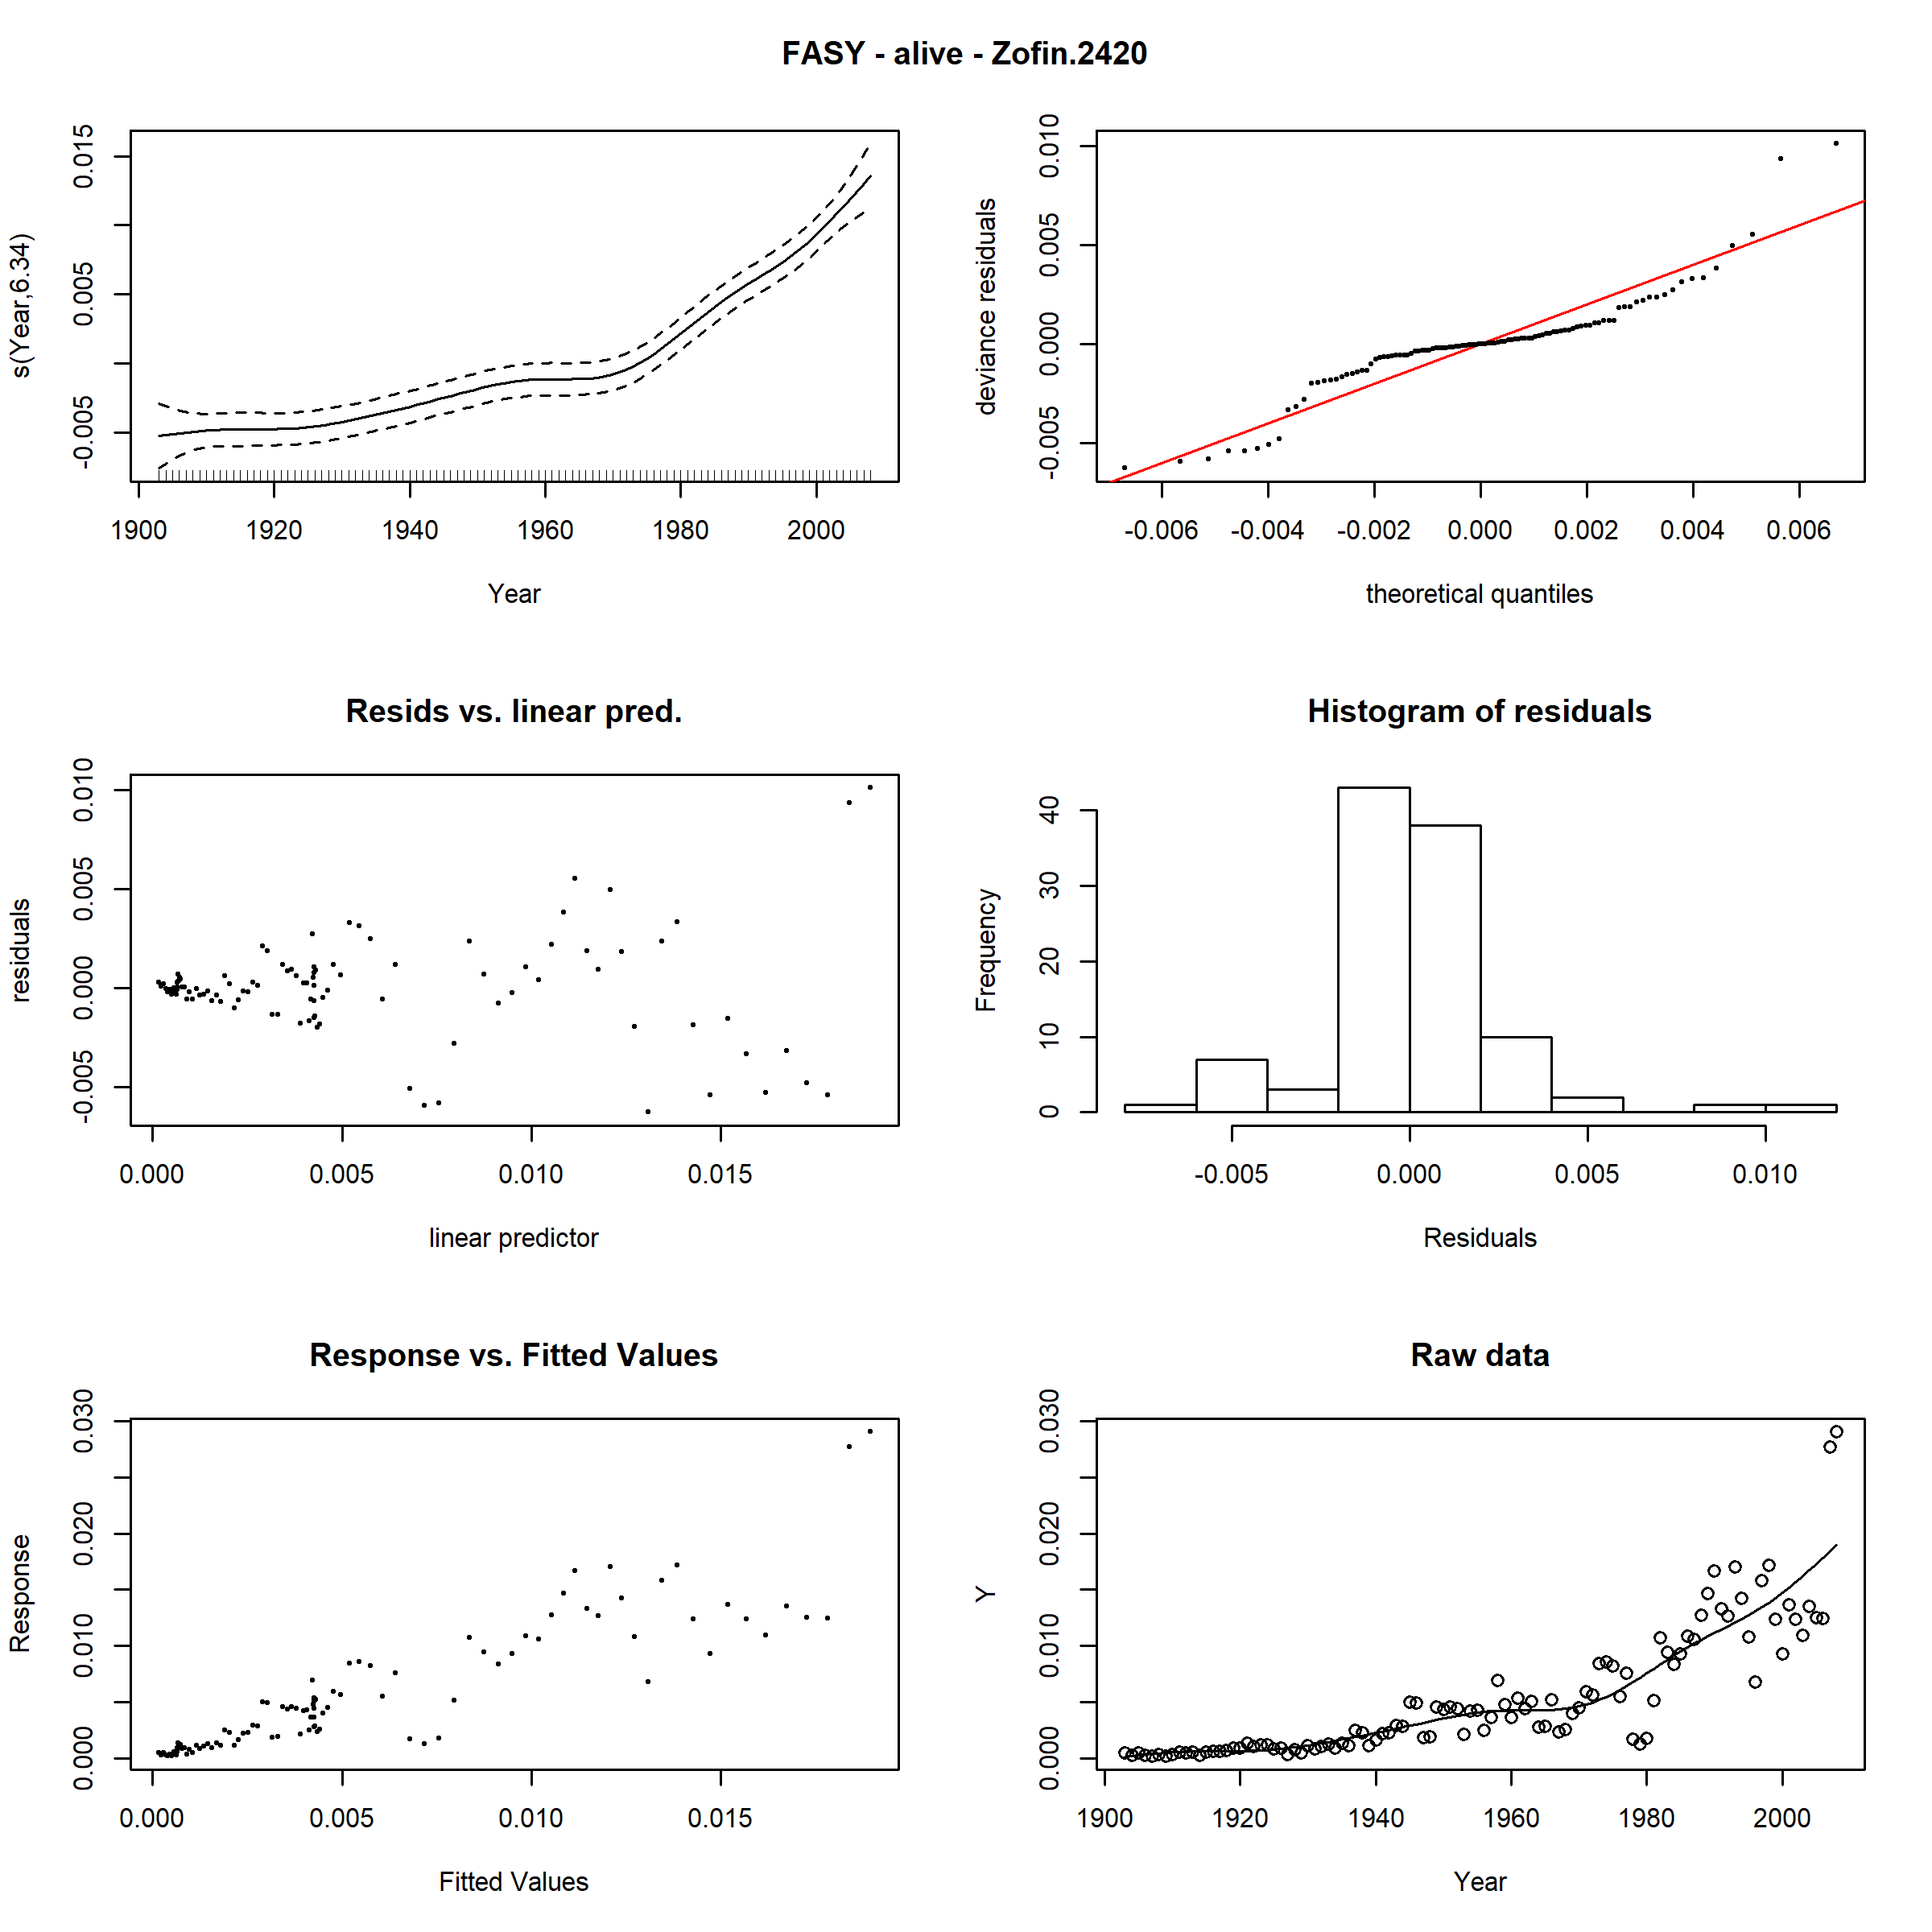 FASY - alive - Zofin.2420
s(Year,6.34)
-0.005 0.005 0.015
1900 1920 1940 1960 1980 2000
Year
deviance residuals
-0.005 0.000 0.005 0.010
-0.006 -0.004 -0.002 0.000 0.002 0.004 0.006
theoretical quantiles
Resids vs. linear pred.
residuals
-0.005 0.000 0.005 0.010
0.000 0.005 0.010 0.015
linear predictor
Histogram of residuals
Frequency
0 10 20 30 40
-0.005 0.000 0.005 0.010
Residuals
Response vs. Fitted Values
Response
0.000 0.010 0.020 0.030
0.000 0.005 0.010 0.015
Fitted Values
Raw data
Y
0.000 0.010 0.020 0.030
1900 1920 1940 1960 1980 2000
Year